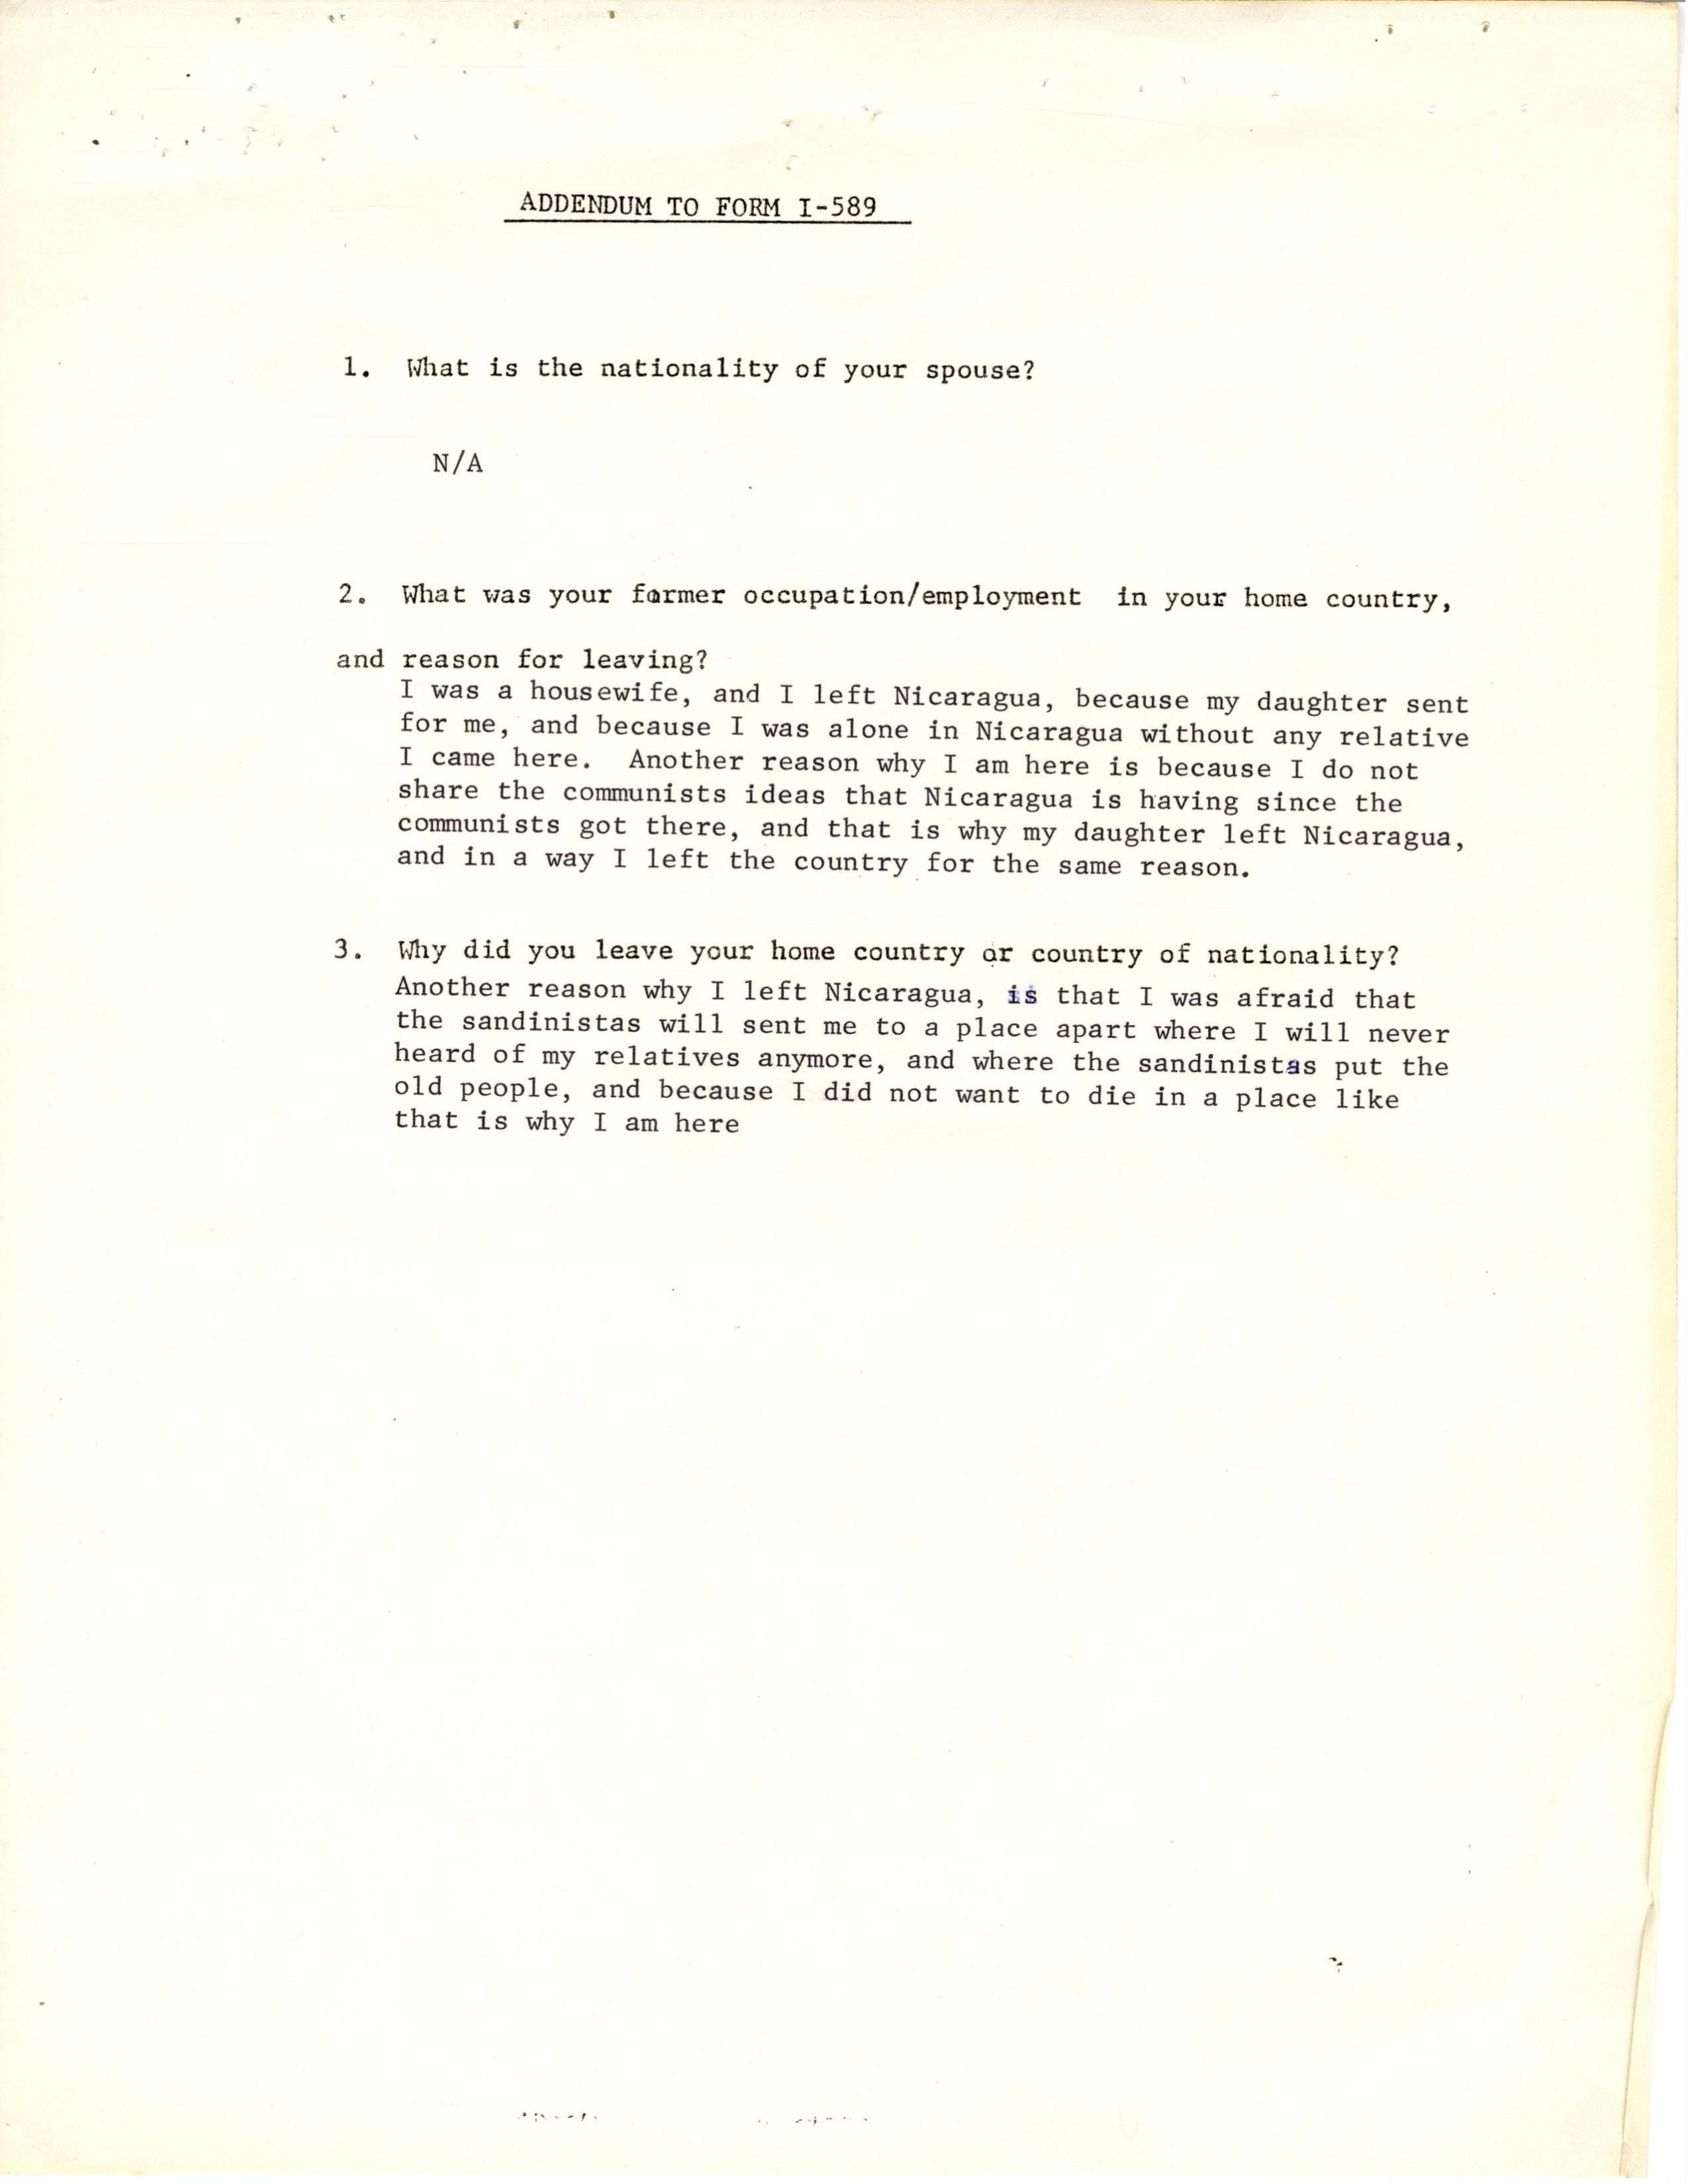 ADDENDUM TO FORM I-589
1. What is the nationality of your spouse?
N/A
2. What was your former occupation/employment in your home country,
and reason for leaving?
I was a housewife, and I left Nicaragua, because my daughter sent
for me, and because I was alone in Nicaragua without any relative
I came here. Another reason why I am here is because I do not
share the communists ideas that Nicaragua is having since the
communists got there, and that is why my daughter left Nicaragua,
and in a way I left the country for the same reason.
3. Why did you leave your home country or country of nationality?
Another reason why I left Nicaragua, is that I was afraid that
the sandinistas will sent me to a place apart where I will never
heard of my relatives anymore, and where the sandinistas put the
old people, and because I did not want to die in a place like
that is why I am here